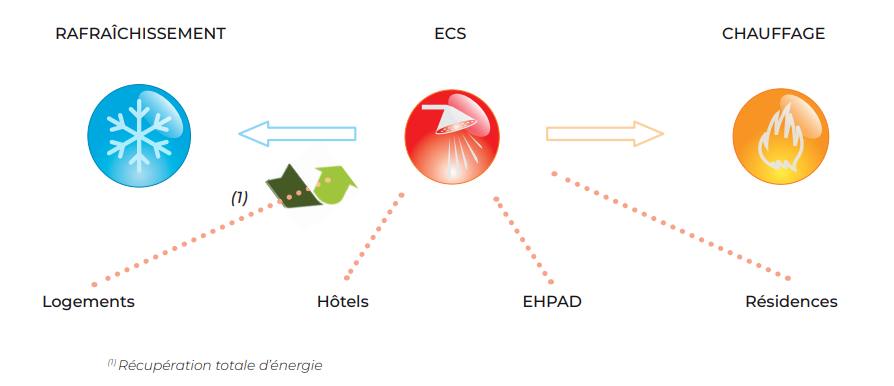 RAFRAÎCHISSEMENT ECS CHAUFFAGE
(1)
Logements Hôtels EHPAD Résidences
(1) Récupération totale d'énergie